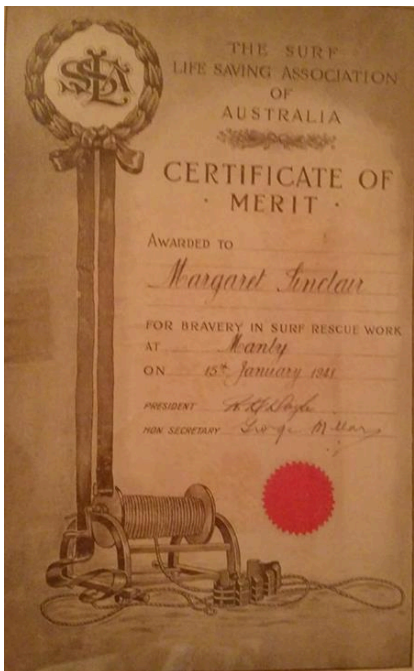 SLSA
THE SURF
LIFE SAVING ASSOCIATION
OF
AUSTRALIA
CERTIFICATE OF
· MERIT ·
AWARDED TO
Margaret Sinclair
FOR BRAVERY IN SURF RESCUE WORK
AT Manly
ON 15th January
PRESIDENT
HON SECRETARY George